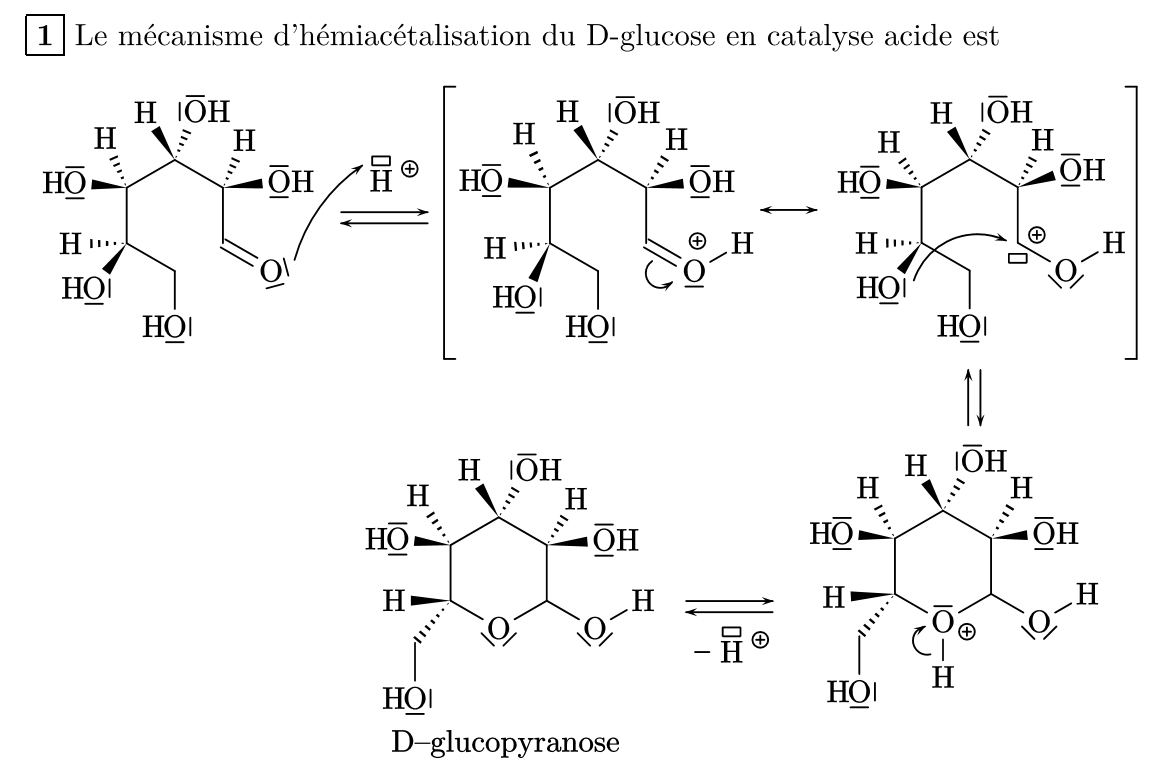 1 Le mécanisme d'hémiacétalisation du D-glucose en catalyse acide est
H OH
H H
HO OH
H
HO
HO
O
H ⊕
H OH
H H
HO OH
H
HO
HO
⊕
O H
H OH
H H
HO OH
H
HO
HO
⊕
O H
H OH
H H
HO OH
H
HO
O
O H
D–glucopyranose
– H ⊕
H OH
H H
HO OH
H
HO
O ⊕
H
O H